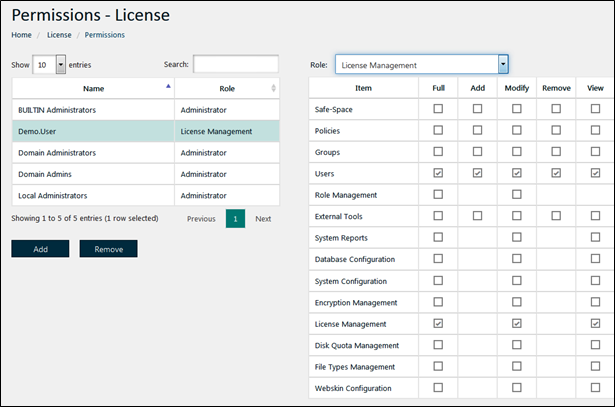 Permissions - License
Home / License / Permissions
Show 10 entries Search:
Name Role
BUILTIN Administrators Administrator
Demo.User License Management
Domain Administrators Administrator
Domain Admins Administrator
Local Administrators Administrator
Showing 1 to 5 of 5 entries (1 row selected) Previous 1 Next
Add Remove
Role: License Management
Item Full Add Modify Remove View
Safe-Space
Policies
Groups
Users
Role Management
External Tools
System Reports
Database Configuration
System Configuration
Encryption Management
License Management
Disk Quota Management
File Types Management
Webskin Configuration